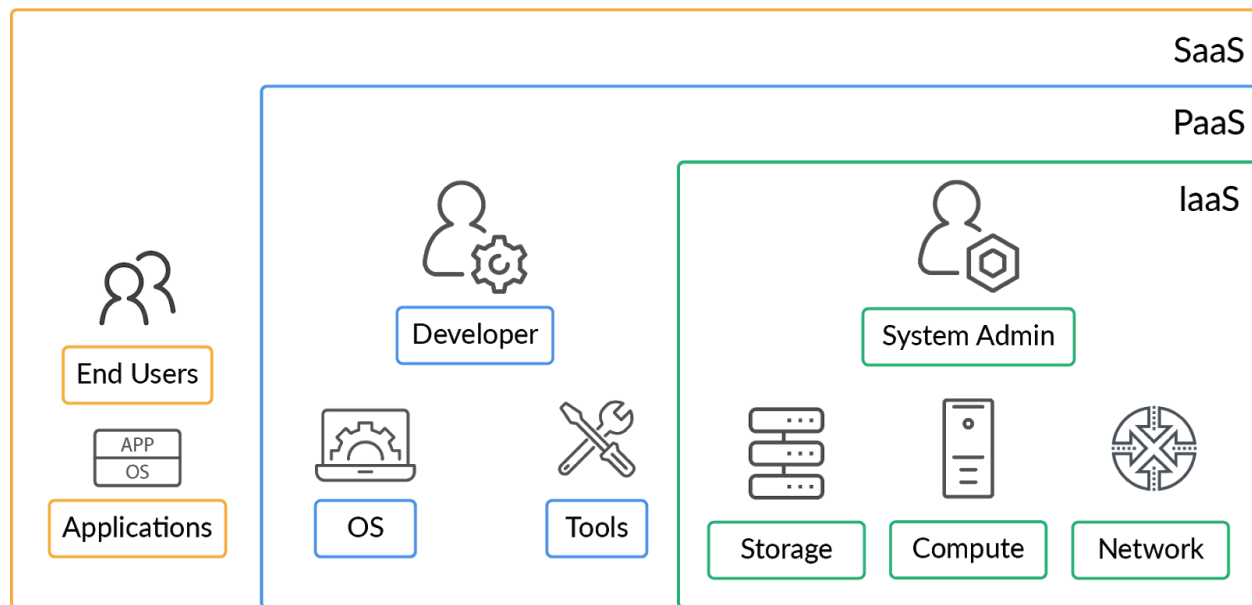 SaaS
PaaS
IaaS
End Users
APP
OS
Applications
Developer
OS
Tools
System Admin
Storage
Compute
Network